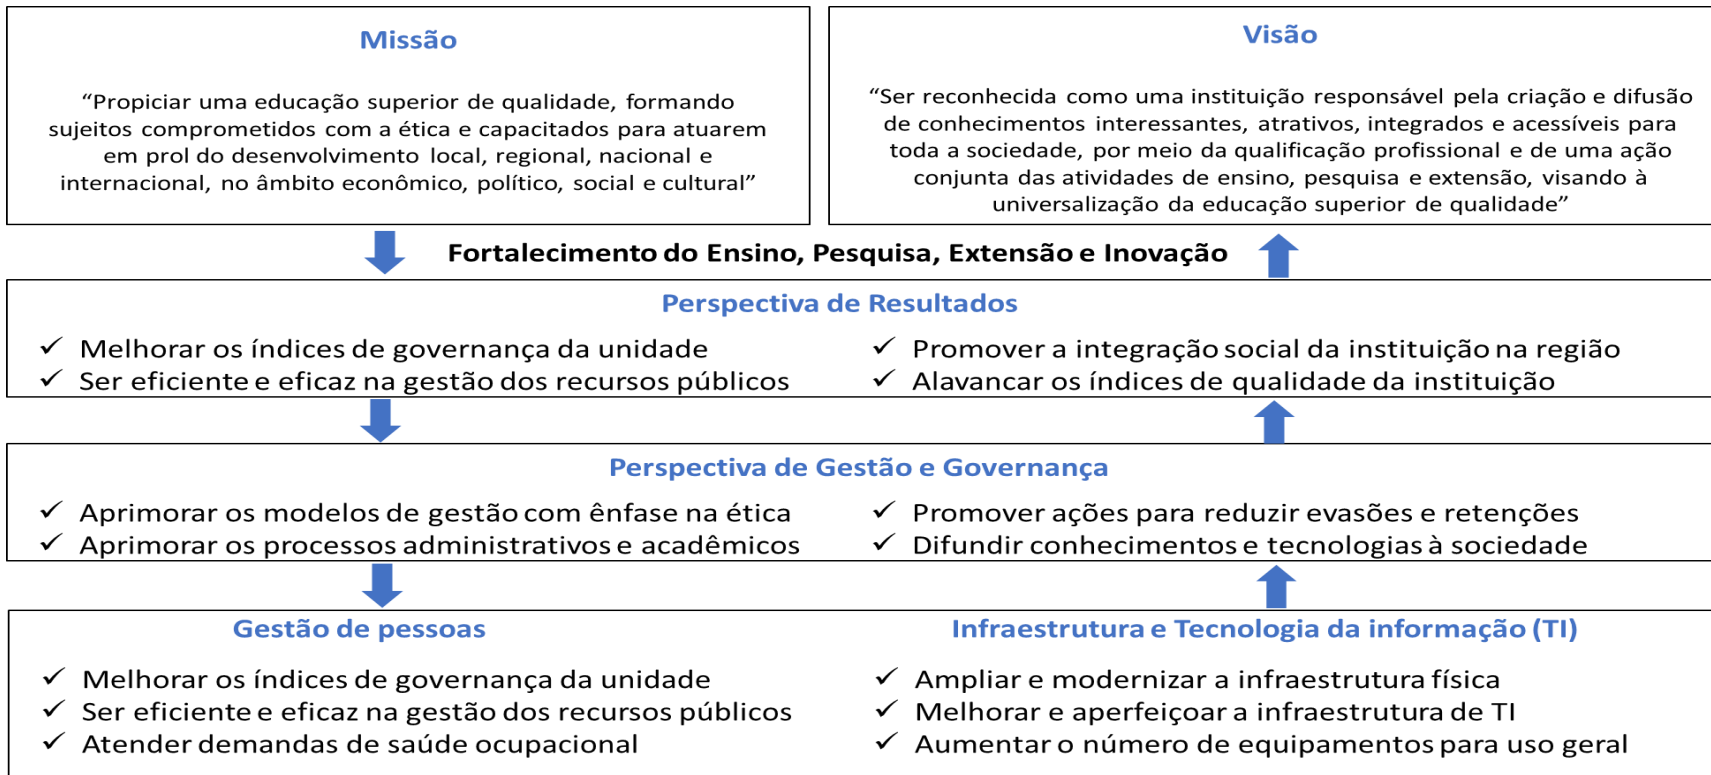 Missão
“Propiciar uma educação superior de qualidade, formando
sujeitos comprometidos com a ética e capacitados para atuarem
em prol do desenvolvimento local, regional, nacional e
internacional, no âmbito econômico, político, social e cultural”
Visão
“Ser reconhecida como uma instituição responsável pela criação e difusão
de conhecimentos interessantes, atrativos, integrados e acessíveis para
toda a sociedade, por meio da qualificação profissional e de uma ação
conjunta das atividades de ensino, pesquisa e extensão, visando à
universalização da educação superior de qualidade”
Fortalecimento do Ensino, Pesquisa, Extensão e Inovação
Perspectiva de Resultados
✓ Melhorar os índices de governança da unidade
✓ Ser eficiente e eficaz na gestão dos recursos públicos
✓ Promover a integração social da instituição na região
✓ Alavancar os índices de qualidade da instituição
Perspectiva de Gestão e Governança
✓ Aprimorar os modelos de gestão com ênfase na ética
✓ Aprimorar os processos administrativos e acadêmicos
✓ Promover ações para reduzir evasões e retenções
✓ Difundir conhecimentos e tecnologias à sociedade
Gestão de pessoas
✓ Melhorar os índices de governança da unidade
✓ Ser eficiente e eficaz na gestão dos recursos públicos
✓ Atender demandas de saúde ocupacional
Infraestrutura e Tecnologia da informação (TI)
✓ Ampliar e modernizar a infraestrutura física
✓ Melhorar e aperfeiçoar a infraestrutura de TI
✓ Aumentar o número de equipamentos para uso geral